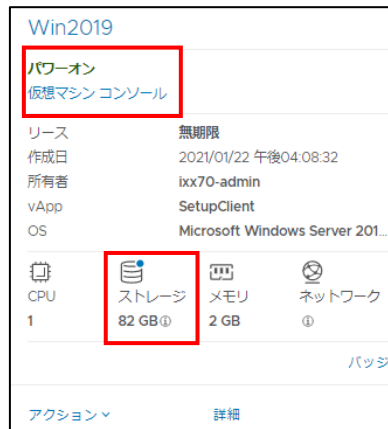 Win2019
パワーオン
仮想マシン コンソール
リース 無期限
作成日 2021/01/22 午後04:08:32
所有者 ixx70-admin
vApp SetupClient
OS Microsoft Windows Server 201...
CPU ストレージ メモリ ネットワーク
1 82 GB 2 GB
バッジ
アクション 詳細